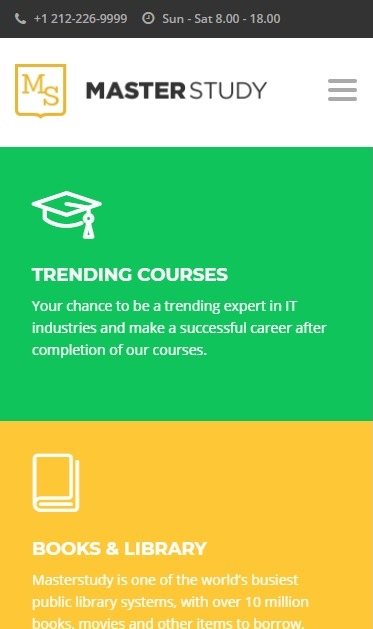 +1 212-226-9999 Sun - Sat 8.00 - 18.00
MS MASTERSTUDY
TRENDING COURSES
Your chance to be a trending expert in IT
industries and make a successful career after
completion of our courses.
BOOKS & LIBRARY
Masterstudy is one of the world's busiest
public library systems, with over 10 million
books, movies and other items to borrow.